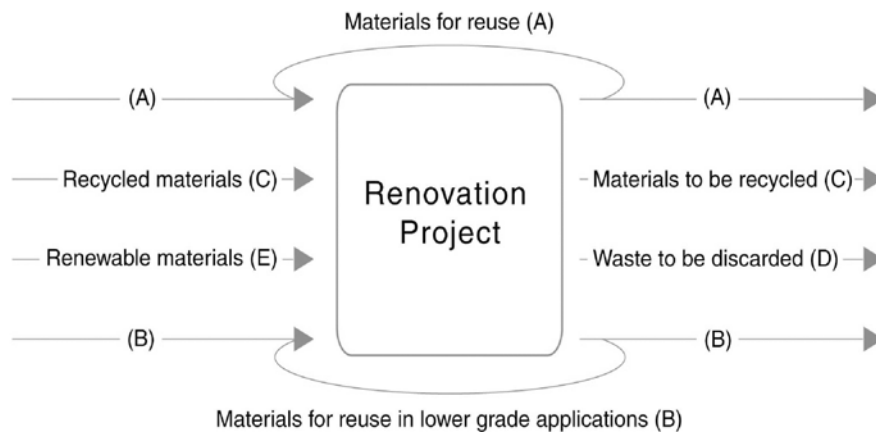 Materials for reuse (A)
(A)
(A)
Recycled materials (C)
Materials to be recycled (C)
Renovation
Project
Renewable materials (E)
Waste to be discarded (D)
(B)
(B)
Materials for reuse in lower grade applications (B)